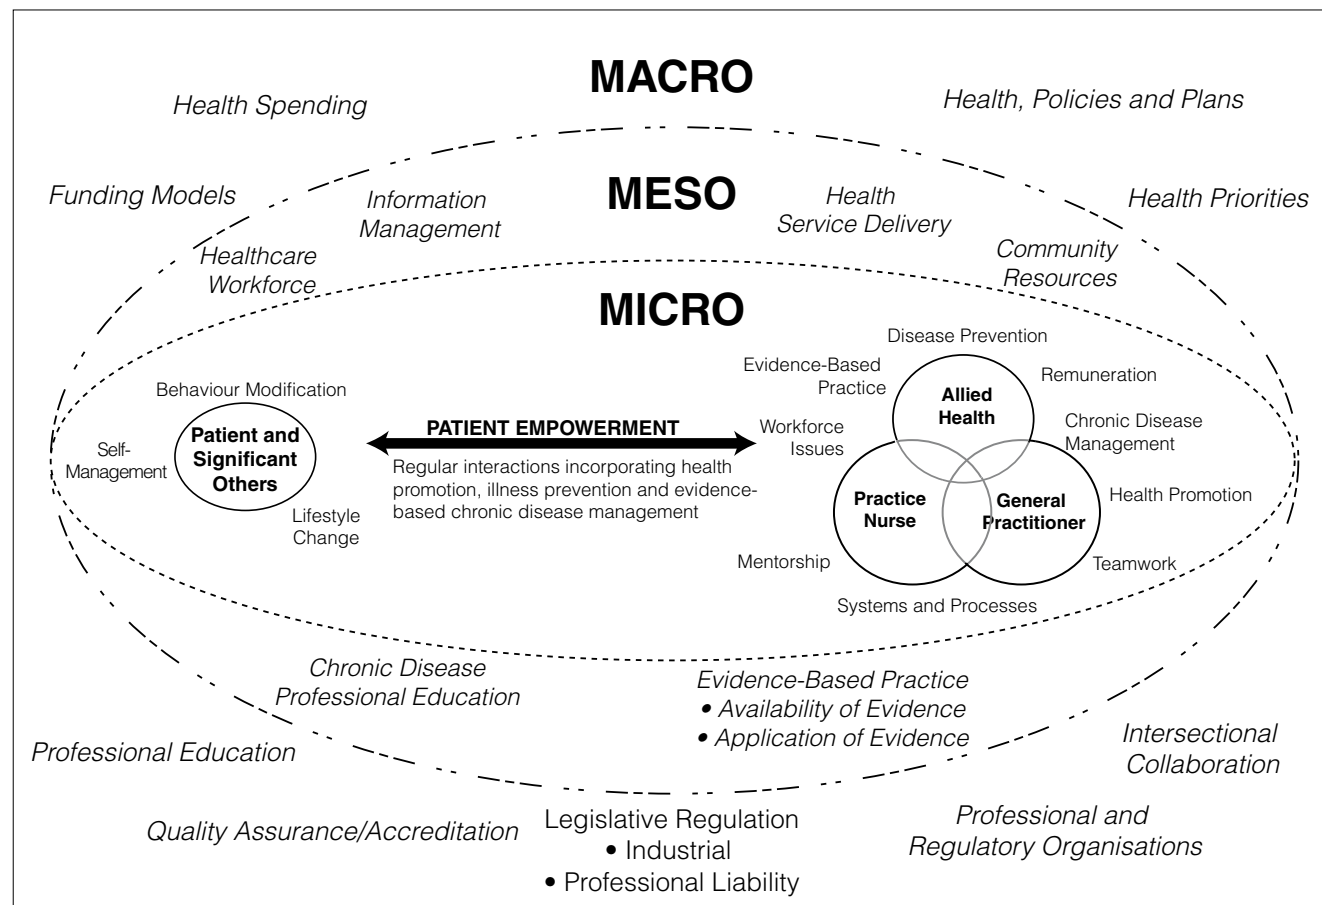 MACRO
Health Spending
Health, Policies and Plans
Funding Models
Information
Management
MESO
Health
Service Delivery
Health Priorities
Healthcare
Workforce
Community
Resources
MICRO
Behaviour Modification
Patient and
Significant
Others
Self-
Management
Lifestyle
Change
PATIENT EMPOWERMENT
Regular interactions incorporating health
promotion, illness prevention and evidence-
based chronic disease management
Disease Prevention
Evidence-Based
Practice
Allied
Health
Remuneration
Workforce
Issues
Chronic Disease
Management
Practice
Nurse
General
Practitioner
Health Promotion
Mentorship
Teamwork
Systems and Processes
Chronic Disease
Professional Education
Evidence-Based Practice
• Availability of Evidence
• Application of Evidence
Professional Education
Intersectional
Collaboration
Quality Assurance/Accreditation
Legislative Regulation
• Industrial
• Professional Liability
Professional and
Regulatory Organisations